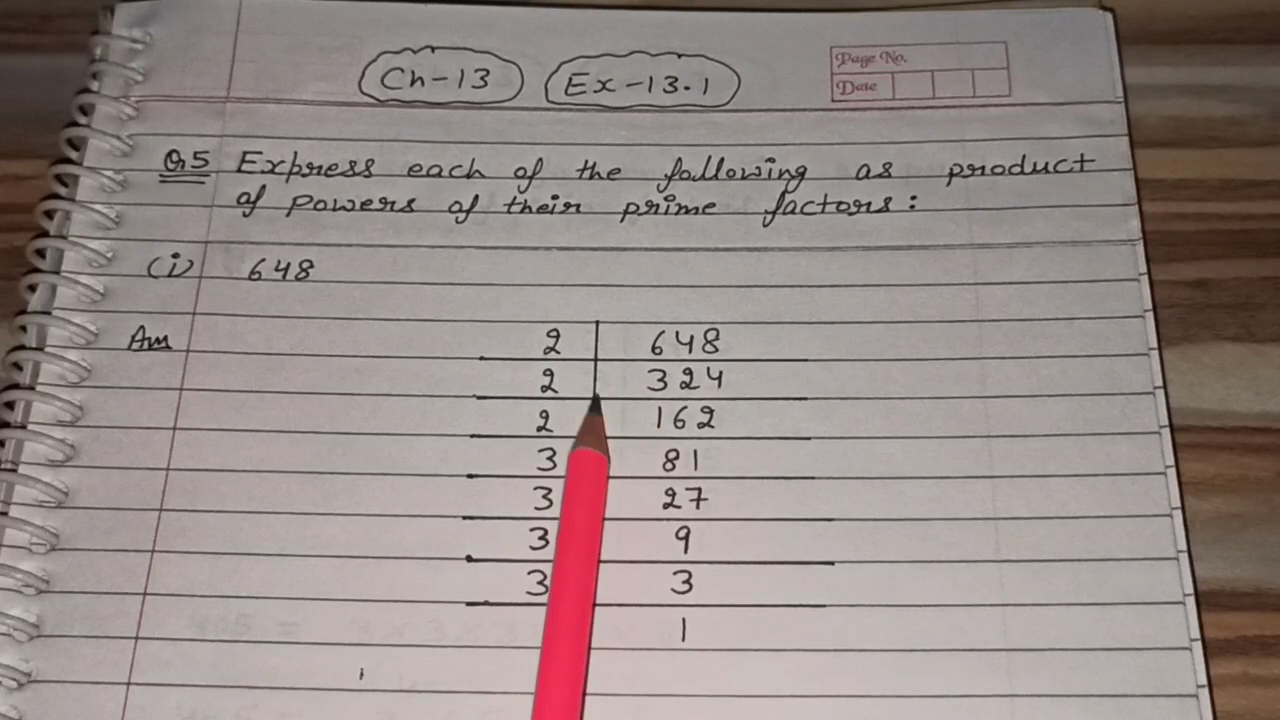 Ch-13 Ex-13.1
Page No.
Date
Q5 Express each of the following as product
of powers of their prime factors:
(i) 648
Ans 2 648
2 324
2 162
3 81
3 27
3 9
3 3
1